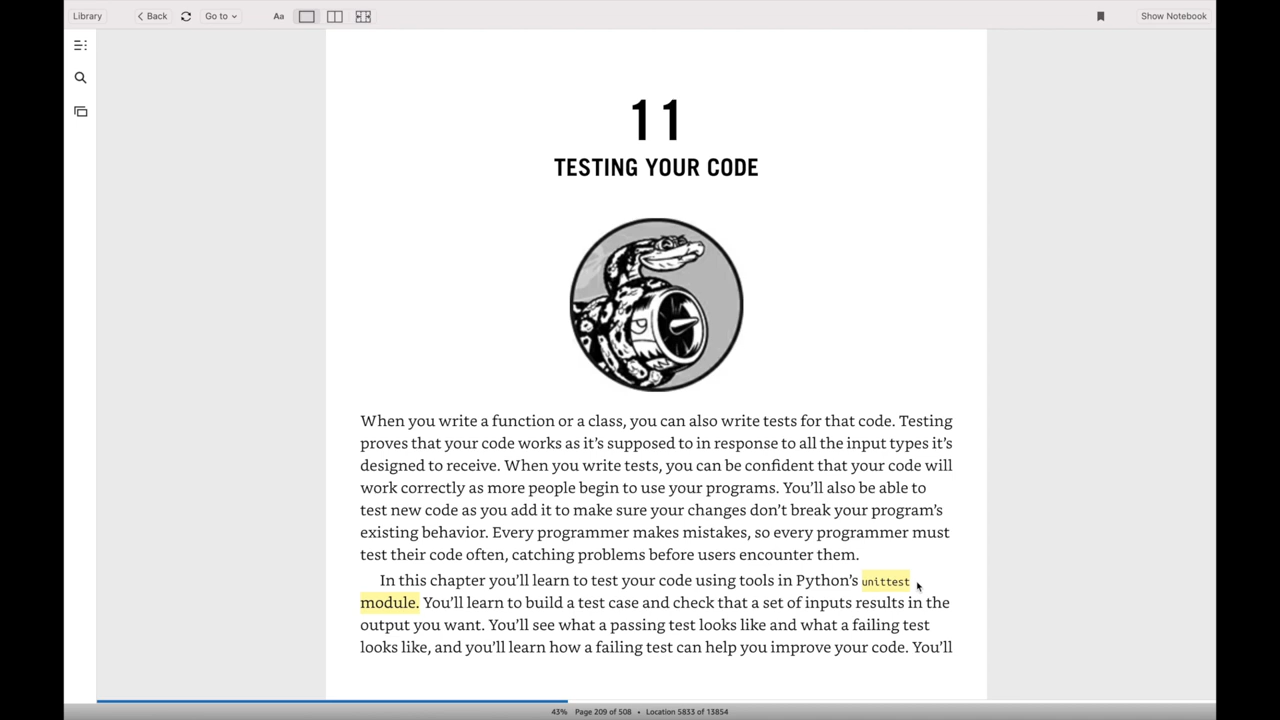 Library
Back
Go to
Aa
Show Notebook
11
TESTING YOUR CODE
When you write a function or a class, you can also write tests for that code. Testing
proves that your code works as it’s supposed to in response to all the input types it’s
designed to receive. When you write tests, you can be confident that your code will
work correctly as more people begin to use your programs. You’ll also be able to
test new code as you add it to make sure your changes don’t break your program’s
existing behavior. Every programmer makes mistakes, so every programmer must
test their code often, catching problems before users encounter them.
In this chapter you’ll learn to test your code using tools in Python’s unittest
module. You’ll learn to build a test case and check that a set of inputs results in the
output you want. You’ll see what a passing test looks like and what a failing test
looks like, and you’ll learn how a failing test can help you improve your code. You’ll
43% Page 209 of 508 • Location 5833 of 13854